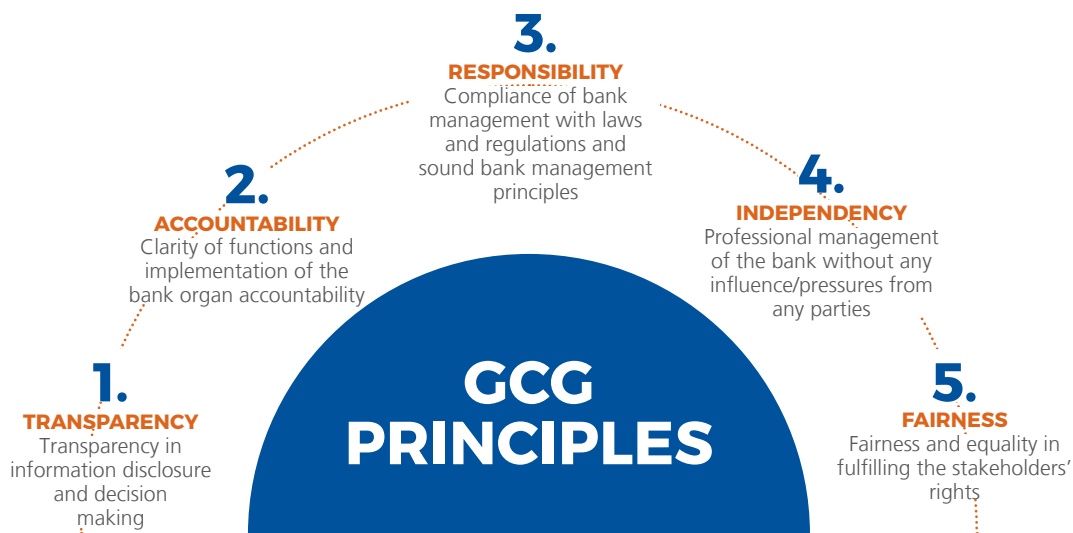 1.
TRANSPARENCY
Transparency in
information disclosure
and decision
making
2.
ACCOUNTABILITY
Clarity of functions and
implementation of the
bank organ accountability
3.
RESPONSIBILITY
Compliance of bank
management with laws
and regulations and
sound bank management
principles
4.
INDEPENDENCY
Professional management
of the bank without any
influence/pressures from
any parties
5.
FAIRNESS
Fairness and equality in
fulfilling the stakeholders’
rights
GCG
PRINCIPLES